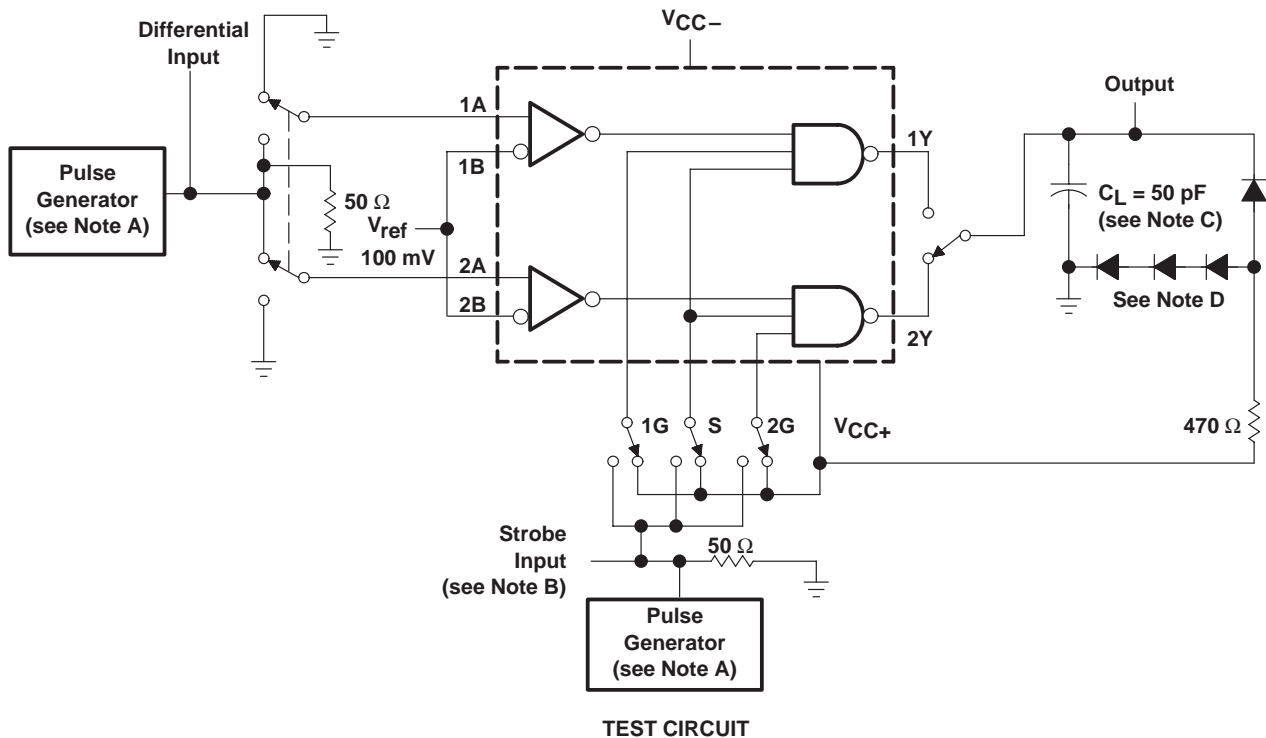 Differential
Input
Pulse
Generator
(see Note A)
50 Ω
Vref
100 mV
1A
1B
2A
2B
VCC−
1Y
2Y
Output
CL = 50 pF
(see Note C)
See Note D
470 Ω
1G
S
2G
VCC+
Strobe
Input
(see Note B)
50 Ω
Pulse
Generator
(see Note A)
TEST CIRCUIT